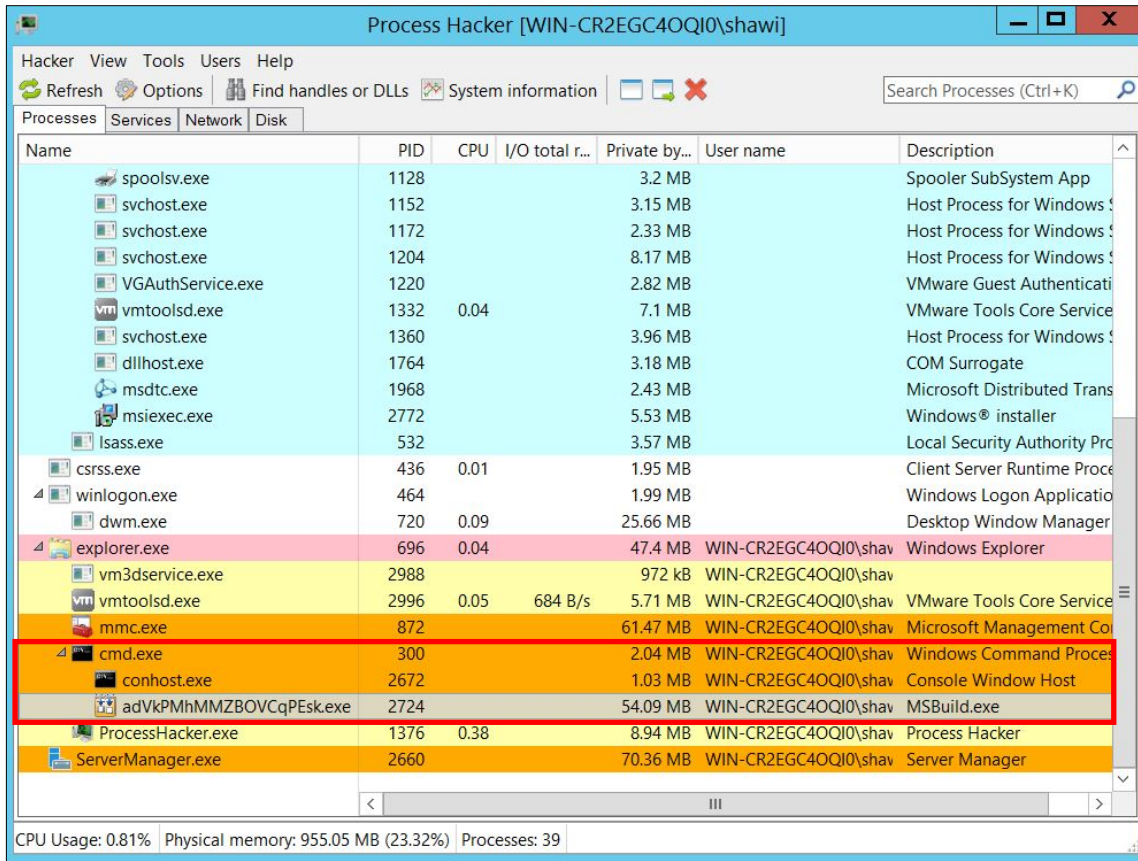 Process Hacker [WIN-CR2EGC4OQI0\shawi]
Hacker View Tools Users Help
Refresh Options Find handles or DLLs System information Search Processes (Ctrl+K)
Processes Services Network Disk
Name PID CPU I/O total r... Private by... User name Description
spoolsv.exe 1128 3.2 MB Spooler SubSystem App
svchost.exe 1152 3.15 MB Host Process for Windows S
svchost.exe 1172 2.33 MB Host Process for Windows S
svchost.exe 1204 8.17 MB Host Process for Windows S
VGAuthService.exe 1220 2.82 MB VMware Guest Authenticati
vm vmtoolsd.exe 1332 0.04 7.1 MB VMware Tools Core Service
svchost.exe 1360 3.96 MB Host Process for Windows S
dllhost.exe 1764 3.18 MB COM Surrogate
msdtc.exe 1968 2.43 MB Microsoft Distributed Trans
msiexec.exe 2772 5.53 MB Windows® installer
lsass.exe 532 3.57 MB Local Security Authority Prc
csrss.exe 436 0.01 1.95 MB Client Server Runtime Proce
winlogon.exe 464 1.99 MB Windows Logon Applicatio
dwm.exe 720 0.09 25.66 MB Desktop Window Manager
explorer.exe 696 0.04 47.4 MB WIN-CR2EGC4OQI0\shav Windows Explorer
vm3dservice.exe 2988 972 kB WIN-CR2EGC4OQI0\shav
vm vmtoolsd.exe 2996 0.05 684 B/s 5.71 MB WIN-CR2EGC4OQI0\shav VMware Tools Core Service
mmc.exe 872 61.47 MB WIN-CR2EGC4OQI0\shav Microsoft Management Co
cmd.exe 300 2.04 MB WIN-CR2EGC4OQI0\shav Windows Command Proces
conhost.exe 2672 1.03 MB WIN-CR2EGC4OQI0\shav Console Window Host
adVkPMhMMZBOVCqPEsk.exe 2724 54.09 MB WIN-CR2EGC4OQI0\shav MSBuild.exe
ProcessHacker.exe 1376 0.38 8.94 MB WIN-CR2EGC4OQI0\shav Process Hacker
ServerManager.exe 2660 70.36 MB WIN-CR2EGC4OQI0\shav Server Manager
CPU Usage: 0.81% Physical memory: 955.05 MB (23.32%) Processes: 39